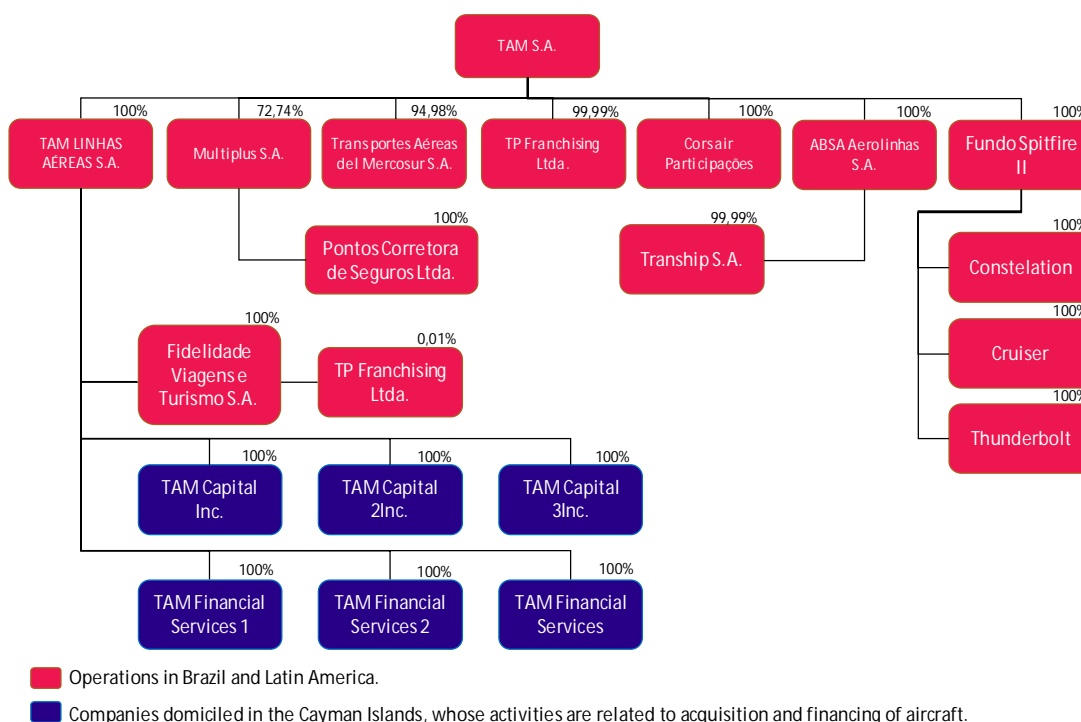 TAM S.A.
100%
72,74%
94,98%
99,99%
100%
100%
100%
TAM LINHAS
AÉREAS S.A.
Multiplus S.A.
Transportes Aéreas
del Mercosur S.A.
TP Franchising
Ltda.
Corsair
Participações
ABSA Aerolinhas
S.A.
Fundo Spitfire
II
100%
Pontos Corretora
de Seguros Ltda.
99,99%
Tranship S.A.
Constelation
100%
100%
Fidelidade
Viagens e
Turismo S.A.
0,01%
TP Franchising
Ltda.
100%
Cruiser
100%
Thunderbolt
100%
TAM Capital
Inc.
100%
TAM Capital
2Inc.
100%
TAM Capital
3Inc.
100%
TAM Financial
Services 1
100%
TAM Financial
Services 2
100%
TAM Financial
Services
Operations in Brazil and Latin America.
Companies domiciled in the Cayman Islands, whose activities are related to acquisition and financing of aircraft.